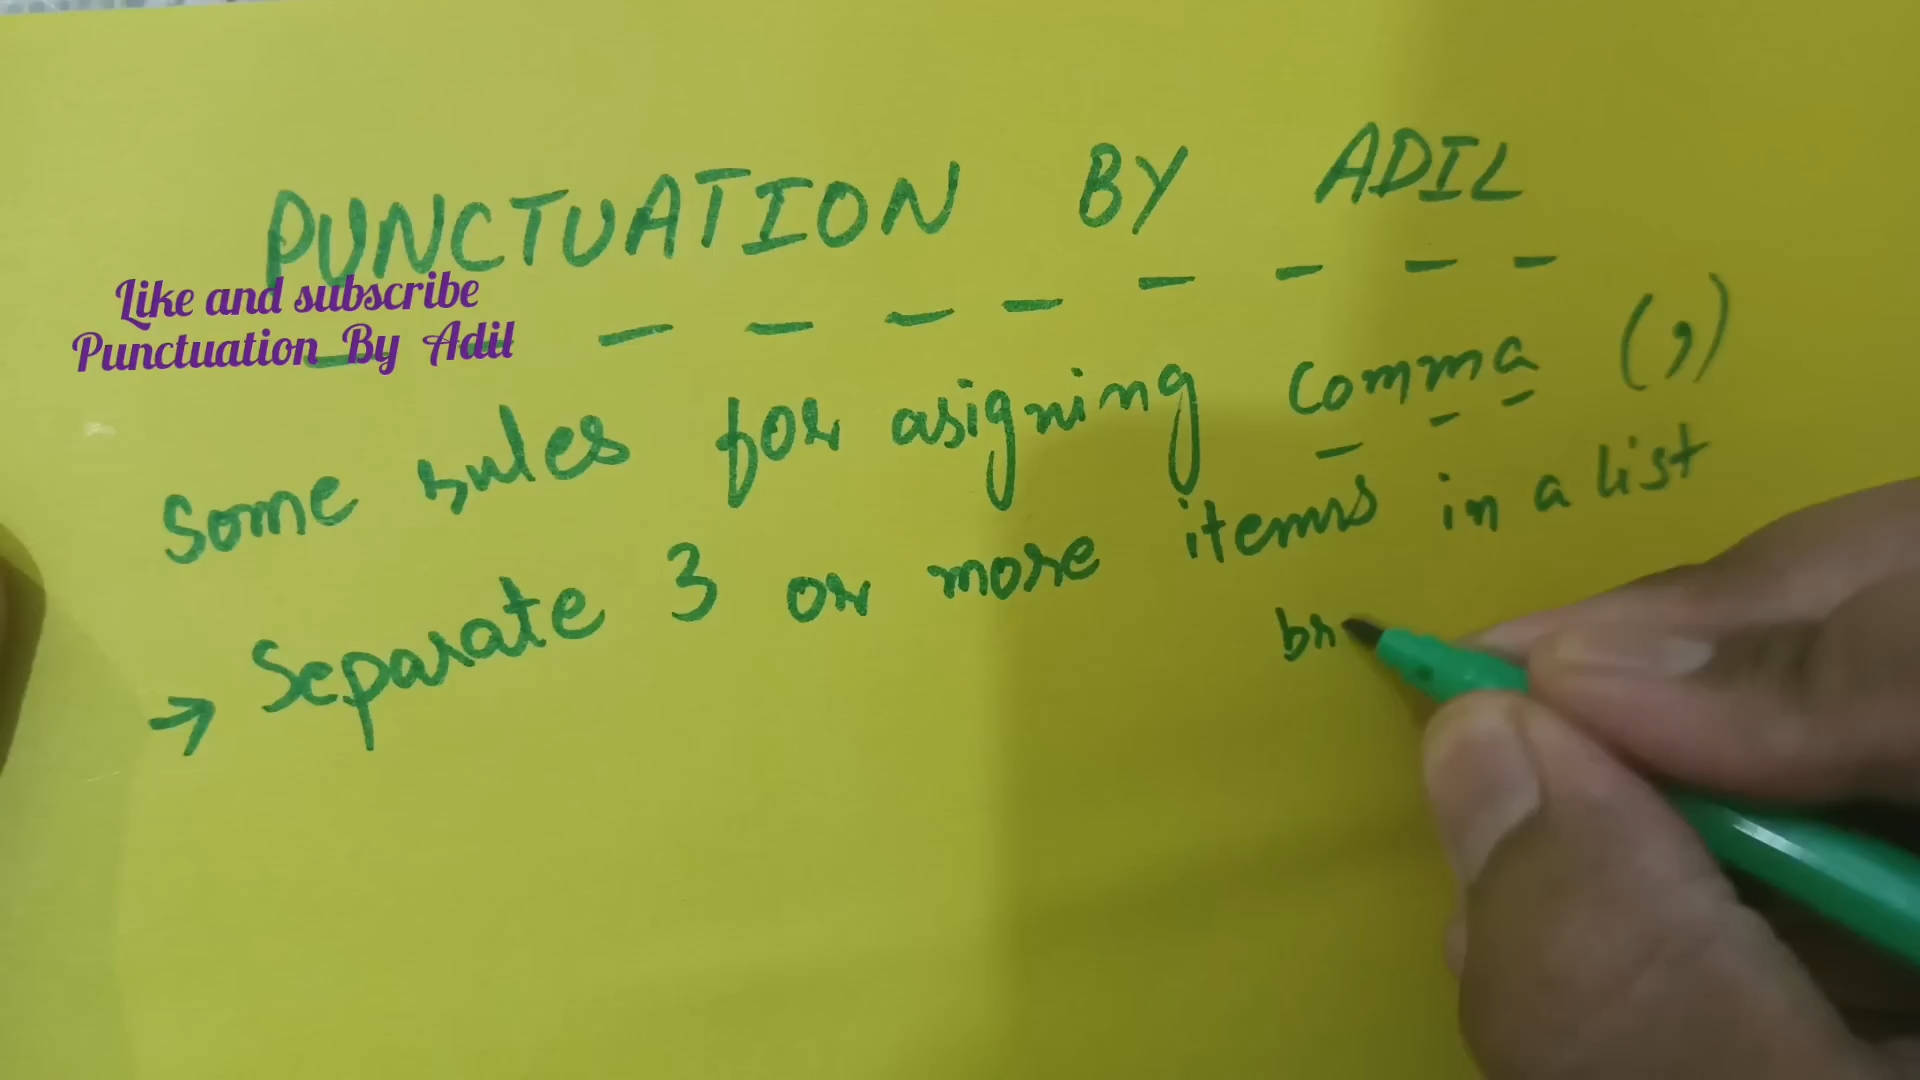 PUNCTUATION BY ADIL
Like and subscribe
Punctuation By Adil
Some rules for asigning comma (,)
→ Separate 3 or more items in a list
br